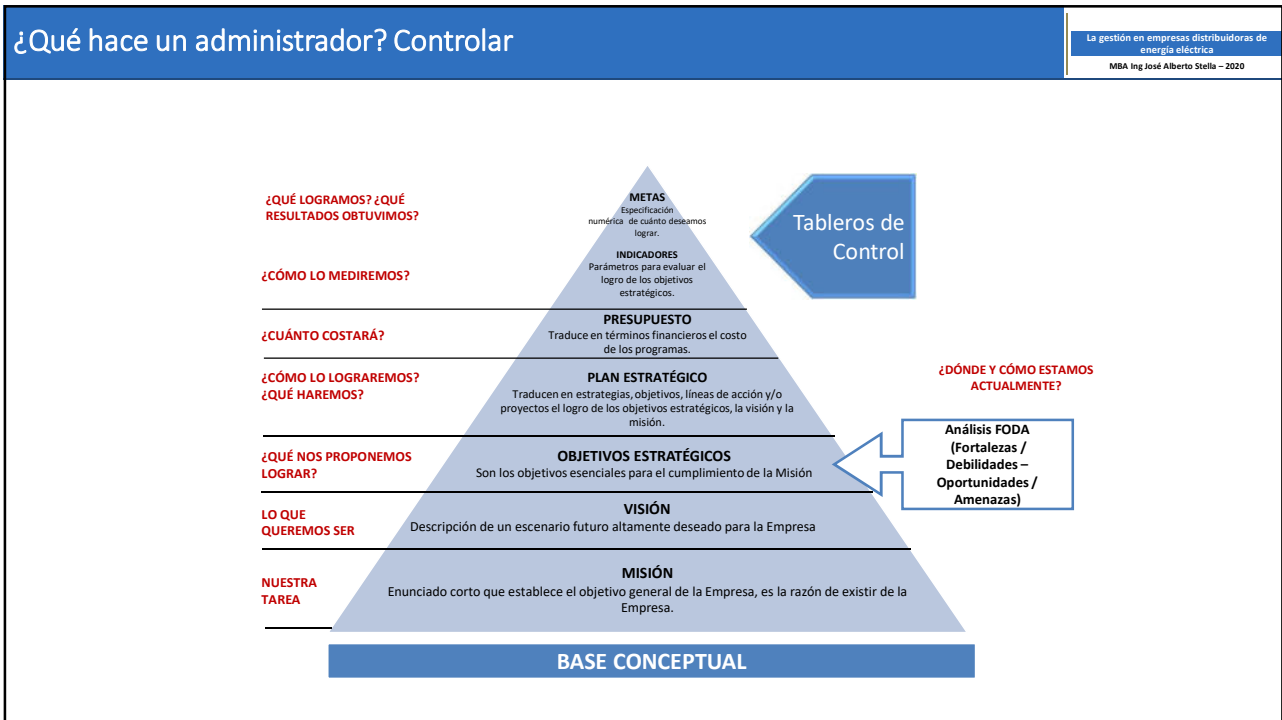 ¿Qué hace un administrador? Controlar
La gestión en empresas distribuidoras de
energía eléctrica
MBA Ing José Alberto Stella – 2020
¿QUÉ LOGRAMOS? ¿QUÉ
RESULTADOS OBTUVIMOS?
METAS
Especificación
numérica de cuánto deseamos
lograr.
Tableros de
Control
¿CÓMO LO MEDIREMOS?
INDICADORES
Parámetros para evaluar el
logro de los objetivos
estratégicos.
¿CUÁNTO COSTARÁ?
PRESUPUESTO
Traduce en términos financieros el costo
de los programas.
¿CÓMO LO LOGRAREMOS?
¿QUÉ HAREMOS?
PLAN ESTRATÉGICO
Traducen en estrategias, objetivos, líneas de acción y/o
proyectos el logro de los objetivos estratégicos, la visión y la
misión.
¿DÓNDE Y CÓMO ESTAMOS
ACTUALMENTE?
¿QUÉ NOS PROPONEMOS
LOGRAR?
OBJETIVOS ESTRATÉGICOS
Son los objetivos esenciales para el cumplimiento de la Misión
Análisis FODA
(Fortalezas /
Debilidades –
Oportunidades /
Amenazas)
LO QUE
QUEREMOS SER
VISIÓN
Descripción de un escenario futuro altamente deseado para la Empresa
NUESTRA
TAREA
MISIÓN
Enunciado corto que establece el objetivo general de la Empresa, es la razón de existir de la
Empresa.
BASE CONCEPTUAL